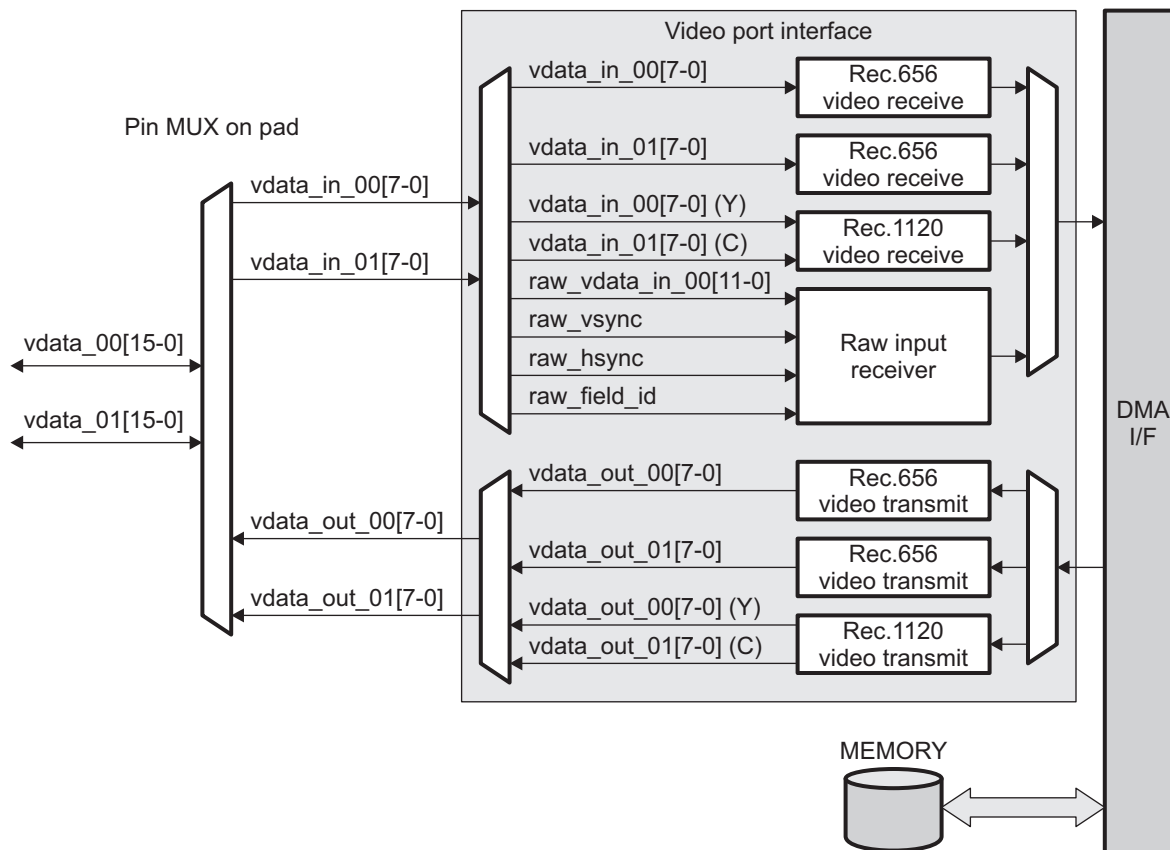 Video port interface
vdata_in_00[7-0]
Rec.656
video receive
Pin MUX on pad
vdata_in_01[7-0]
Rec.656
video receive
vdata_in_00[7-0]
vdata_in_00[7-0] (Y)
Rec.1120
video receive
vdata_in_01[7-0] (C)
vdata_in_01[7-0]
raw_vdata_in_00[11-0]
raw_vsync
raw_hsync
raw_field_id
Raw input
receiver
vdata_00[15-0]
vdata_01[15-0]
DMA
I/F
vdata_out_00[7-0]
Rec.656
video transmit
vdata_out_00[7-0]
vdata_out_01[7-0]
Rec.656
video transmit
vdata_out_01[7-0]
vdata_out_00[7-0] (Y)
vdata_out_01[7-0] (C)
Rec.1120
video transmit
MEMORY